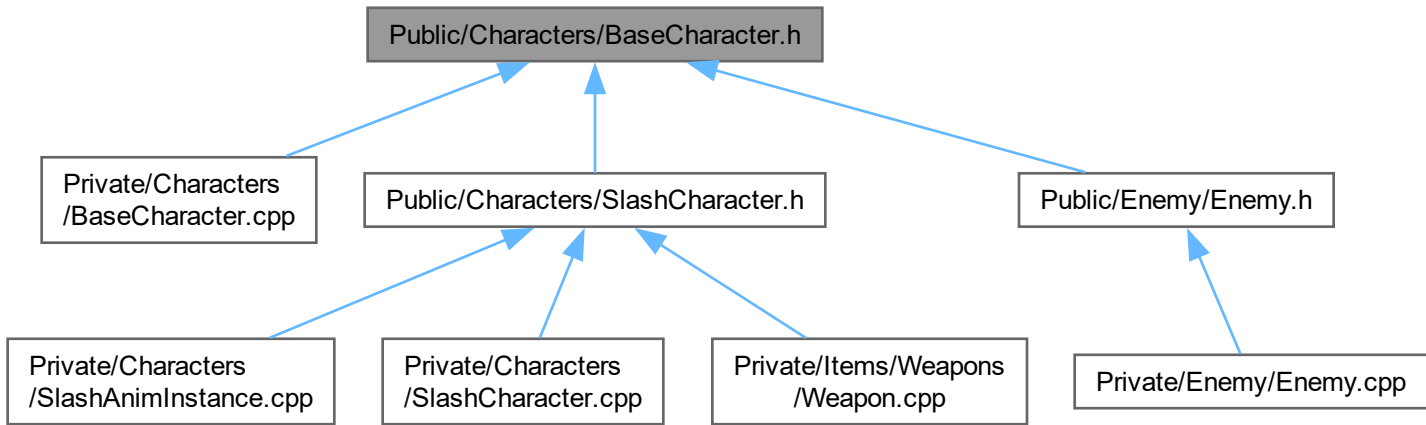 Public/Characters/BaseCharacter.h
Private/Characters
/BaseCharacter.cpp
Public/Characters/SlashCharacter.h
Public/Enemy/Enemy.h
Private/Characters
/SlashAnimInstance.cpp
Private/Characters
/SlashCharacter.cpp
Private/Items/Weapons
/Weapon.cpp
Private/Enemy/Enemy.cpp